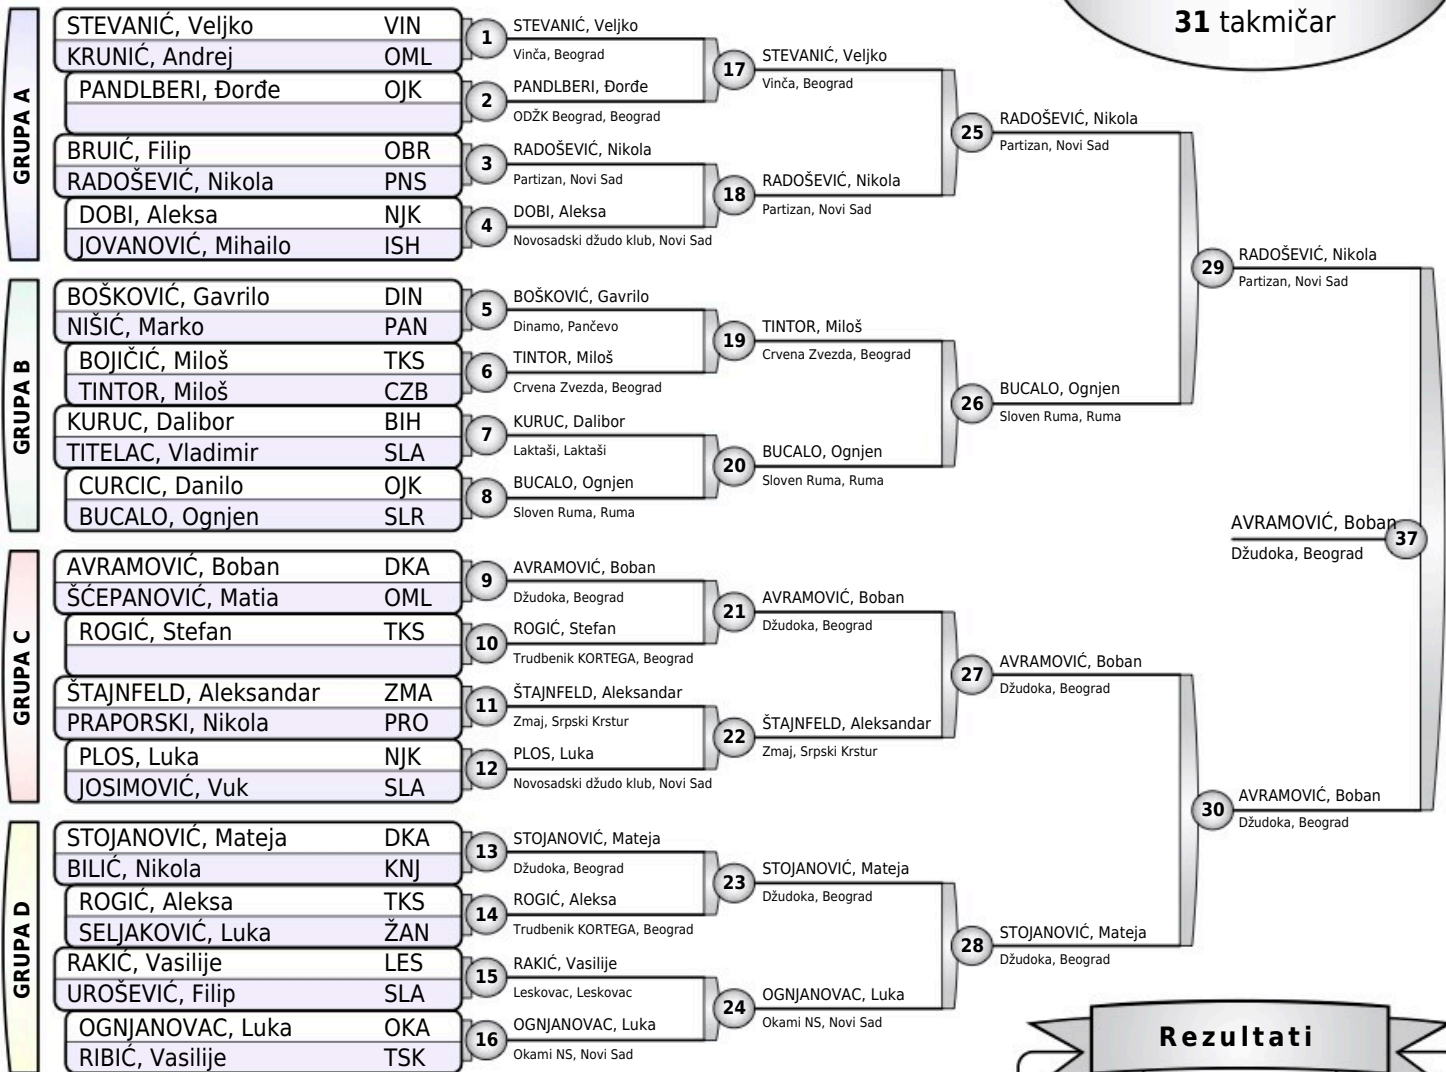 31 takmičar
GRUPA A
STEVANIĆ, Veljko VIN
KRUNIĆ, Andrej OML
PANDLBERI, Đorđe OJK
BRUIĆ, Filip OBR
RADOŠEVIĆ, Nikola PNS
DOBI, Aleksa NJK
JOVANOVIĆ, Mihailo ISH
GRUPA B
BOŠKOVIĆ, Gavrilo DIN
NIŠIĆ, Marko PAN
BOJIČIĆ, Miloš TKS
TINTOR, Miloš CZB
KURUC, Dalibor BIH
TITELAC, Vladimir SLA
CURCIC, Danilo OJK
BUCALO, Ognjen SLR
GRUPA C
AVRAMOVIĆ, Boban DKA
ŠĆEPANOVIĆ, Matia OML
ROGIĆ, Stefan TKS
ŠTAJNFELD, Aleksandar ZMA
PRAPORSKI, Nikola PRO
PLOS, Luka NJK
JOSIMOVIĆ, Vuk SLA
GRUPA D
STOJANOVIĆ, Mateja DKA
BILIĆ, Nikola KNJ
ROGIĆ, Aleksa TKS
SELJAKOVIĆ, Luka ŽAN
RAKIĆ, Vasilije LES
UROŠEVIĆ, Filip SLA
OGNJANOVAC, Luka OKA
RIBIĆ, Vasilije TSK
1 STEVANIĆ, Veljko
Vinča, Beograd
2 PANDLBERI, Đorđe
ODŽK Beograd, Beograd
3 RADOŠEVIĆ, Nikola
Partizan, Novi Sad
4 DOBI, Aleksa
Novosadski džudo klub, Novi Sad
5 BOŠKOVIĆ, Gavrilo
Dinamo, Pančevo
6 TINTOR, Miloš
Crvena Zvezda, Beograd
7 KURUC, Dalibor
Laktaši, Laktaši
8 BUCALO, Ognjen
Sloven Ruma, Ruma
9 AVRAMOVIĆ, Boban
Džudoka, Beograd
10 ROGIĆ, Stefan
Trudbenik KORTEGA, Beograd
11 ŠTAJNFELD, Aleksandar
Zmaj, Srpski Krstur
12 PLOS, Luka
Novosadski džudo klub, Novi Sad
13 STOJANOVIĆ, Mateja
Džudoka, Beograd
14 ROGIĆ, Aleksa
Trudbenik KORTEGA, Beograd
15 RAKIĆ, Vasilije
Leskovac, Leskovac
16 OGNJANOVAC, Luka
Okami NS, Novi Sad
17 STEVANIĆ, Veljko
Vinča, Beograd
18 RADOŠEVIĆ, Nikola
Partizan, Novi Sad
19 TINTOR, Miloš
Crvena Zvezda, Beograd
20 BUCALO, Ognjen
Sloven Ruma, Ruma
21 AVRAMOVIĆ, Boban
Džudoka, Beograd
22 ŠTAJNFELD, Aleksandar
Zmaj, Srpski Krstur
23 STOJANOVIĆ, Mateja
Džudoka, Beograd
24 OGNJANOVAC, Luka
Okami NS, Novi Sad
25 RADOŠEVIĆ, Nikola
Partizan, Novi Sad
26 BUCALO, Ognjen
Sloven Ruma, Ruma
27 AVRAMOVIĆ, Boban
Džudoka, Beograd
28 STOJANOVIĆ, Mateja
Džudoka, Beograd
29 RADOŠEVIĆ, Nikola
Partizan, Novi Sad
30 AVRAMOVIĆ, Boban
Džudoka, Beograd
AVRAMOVIĆ, Boban 37
Džudoka, Beograd
Rezultati